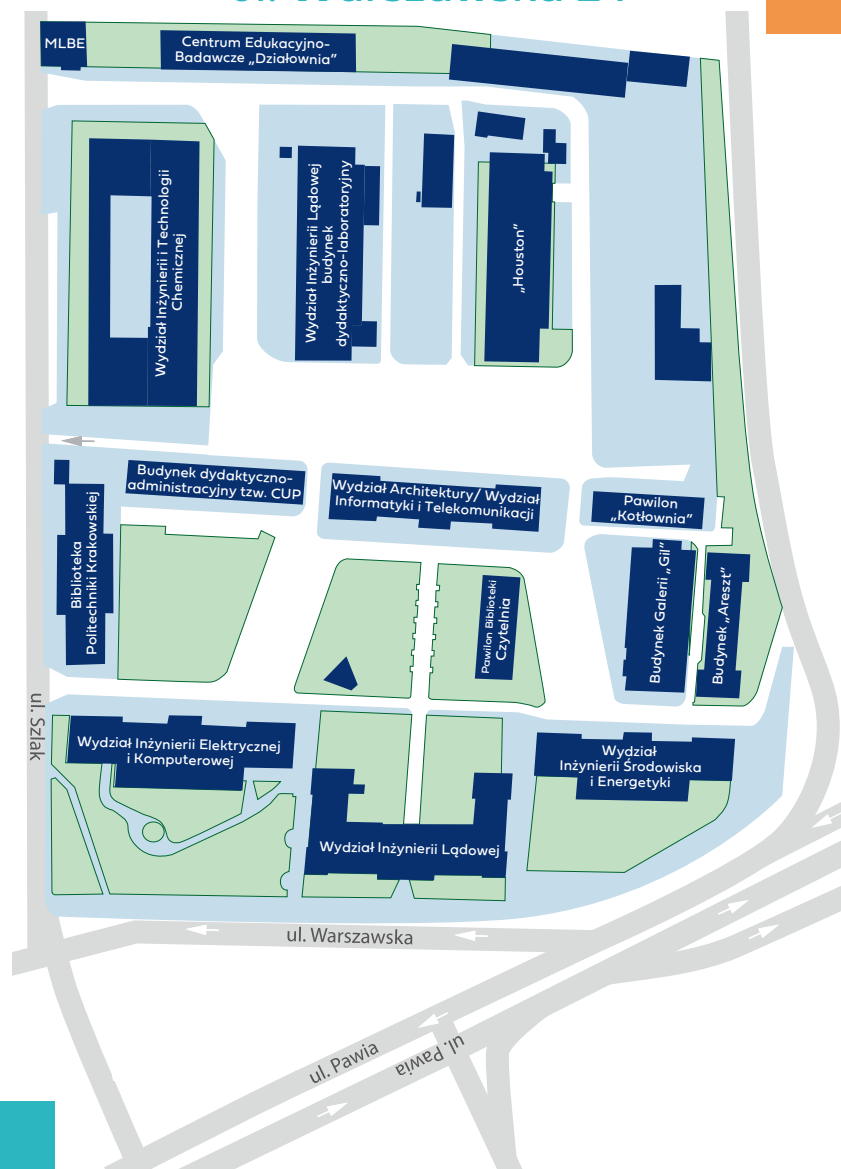 ul. Warszawska 24
MLBE
Centrum Edukacyjno-
Badawcze „Działownia”
Wydział Inżynierii i Technologii
Chemicznej
Wydział Inżynierii Lądowej
budynek
dydaktyczno-laboratoryjny
„Houston”
Budynek dydaktyczno-
administracyjny tzw. CUP
Wydział Architektury/ Wydział
Informatyki i Telekomunikacji
Pawilon
„Kotłownia”
Biblioteka
Politechniki Krakowskiej
Pawilon Biblioteki
Czytelnia
Budynek Galerii „Gil”
Budynek „Areszt”
ul. Szlak
Wydział Inżynierii Elektrycznej
i Komputerowej
Wydział
Inżynierii Środowiska
i Energetyki
Wydział Inżynierii Lądowej
ul. Warszawska
ul. Pawia
ul. Pawia